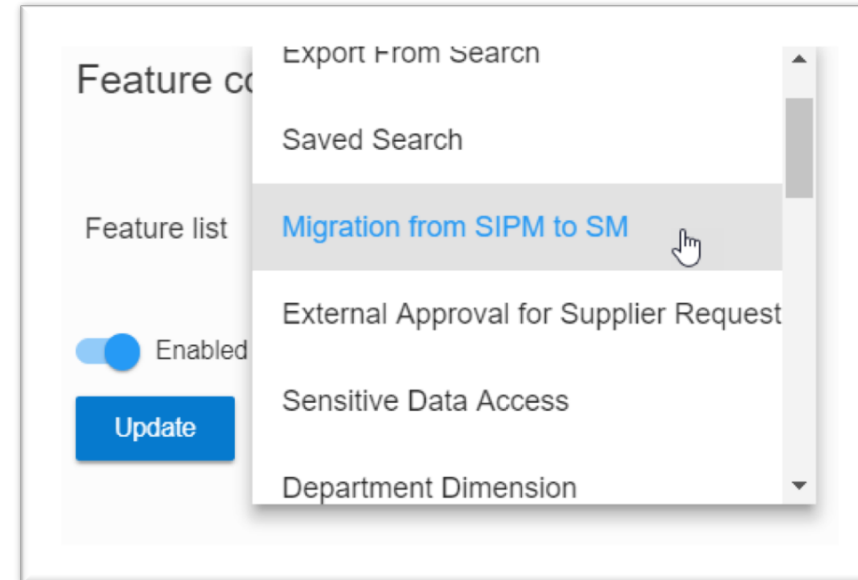 Feature co
Export From Search
Saved Search
Feature list
Migration from SIPM to SM
External Approval for Supplier Request
Enabled
Sensitive Data Access
Update
Department Dimension